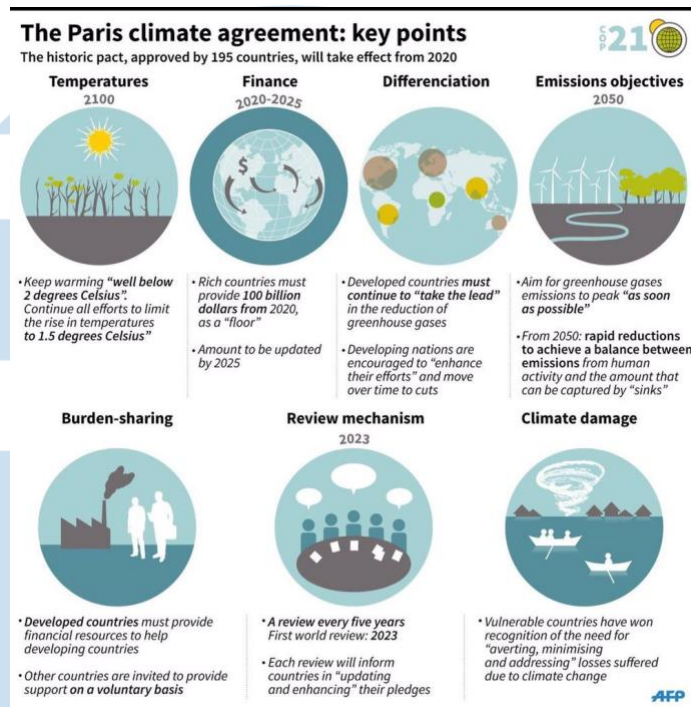 The Paris climate agreement: key points
The historic pact, approved by 195 countries, will take effect from 2020
COP
21
Temperatures
2100
• Keep warming “well below
2 degrees Celsius”.
Continue all efforts to limit
the rise in temperatures
to 1.5 degrees Celsius”
Finance
2020-2025
$
• Rich countries must
provide 100 billion
dollars from 2020,
as a “floor”
• Amount to be updated
by 2025
Differenciation
• Developed countries must
continue to “take the lead”
in the reduction of
greenhouse gases
• Developing nations are
encouraged to “enhance
their efforts” and move
over time to cuts
Emissions objectives
2050
• Aim for greenhouse gases
emissions to peak “as soon
as possible”
• From 2050: rapid reductions
to achieve a balance between
emissions from human
activity and the amount that
can be captured by “sinks”
Burden-sharing
• Developed countries must provide
financial resources to help
developing countries
• Other countries are invited to provide
support on a voluntary basis
Review mechanism
2023
• A review every five years
First world review: 2023
• Each review will inform
countries in “updating
and enhancing” their pledges
Climate damage
• Vulnerable countries have won
recognition of the need for
“averting, minimising
and addressing” losses suffered
due to climate change
AFP